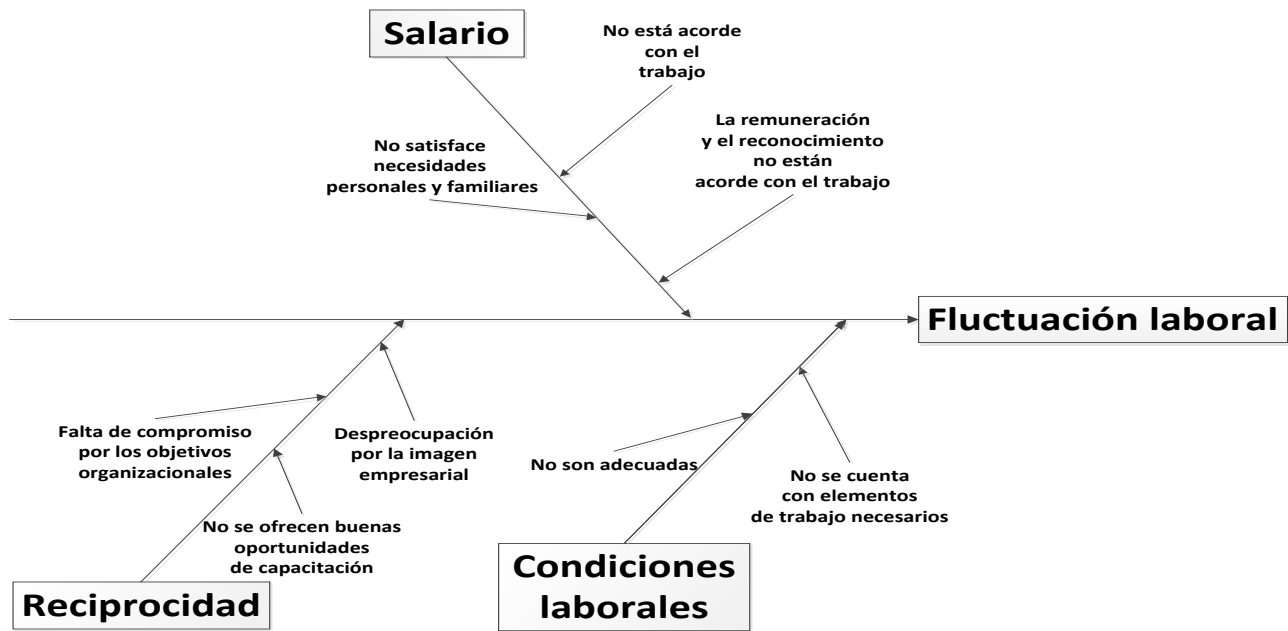 Salario
No está acorde
con el
trabajo
La remuneración
y el reconocimiento
no están
acorde con el trabajo
No satisface
necesidades
personales y familiares
Fluctuación laboral
Falta de compromiso
por los objetivos
organizacionales
Despreocupación
por la imagen
empresarial
No se ofrecen buenas
oportunidades
de capacitación
Reciprocidad
No son adecuadas
No se cuenta
con elementos
de trabajo necesarios
Condiciones
laborales